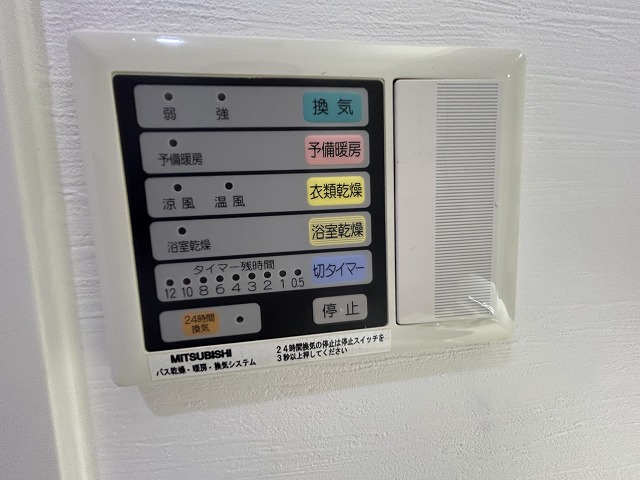 弱 強 換気
予備暖房 予備暖房
涼風 温風 衣類乾燥
浴室乾燥 浴室乾燥
タイマー残時間
12 10 8 6 4 3 2 1 0.5
切タイマー
24時間
換気
停止
MITSUBISHI
バス乾燥・暖房・換気システム
24時間換気の停止は停止スイッチを
3秒以上押してください